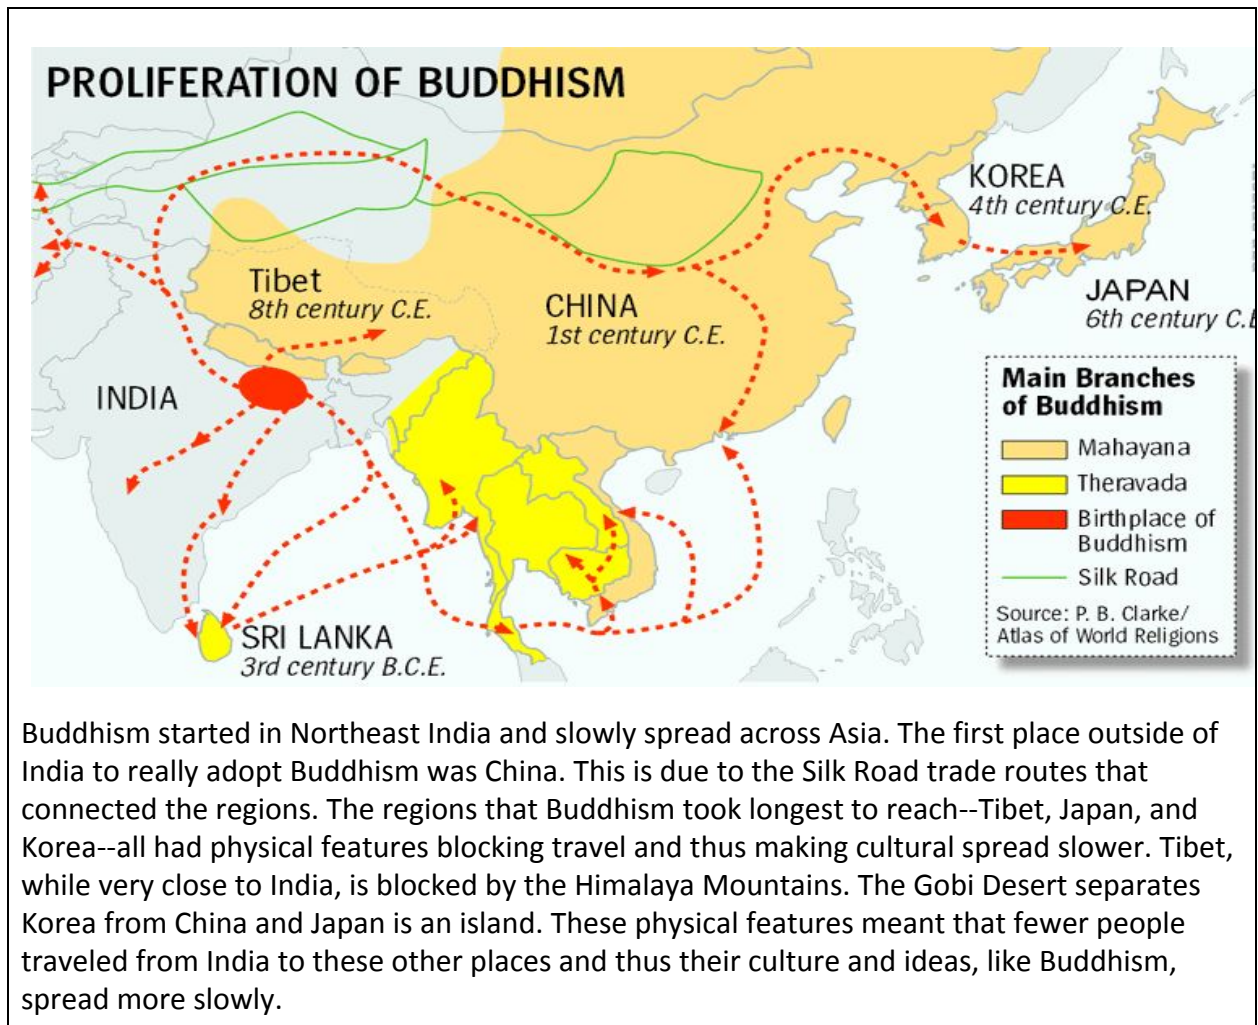 PROLIFERATION OF BUDDHISM
KOREA
4th century C.E.
Tibet
8th century C.E.
CHINA
1st century C.E.
JAPAN
6th century C.E
INDIA
Main Branches
of Buddhism
Mahayana
Theravada
Birthplace of
Buddhism
Silk Road
Source: P. B. Clarke/
Atlas of World Religions
SRI LANKA
3rd century B.C.E.
Buddhism started in Northeast India and slowly spread across Asia. The first place outside of
India to really adopt Buddhism was China. This is due to the Silk Road trade routes that
connected the regions. The regions that Buddhism took longest to reach--Tibet, Japan, and
Korea--all had physical features blocking travel and thus making cultural spread slower. Tibet,
while very close to India, is blocked by the Himalaya Mountains. The Gobi Desert separates
Korea from China and Japan is an island. These physical features meant that fewer people
traveled from India to these other places and thus their culture and ideas, like Buddhism,
spread more slowly.